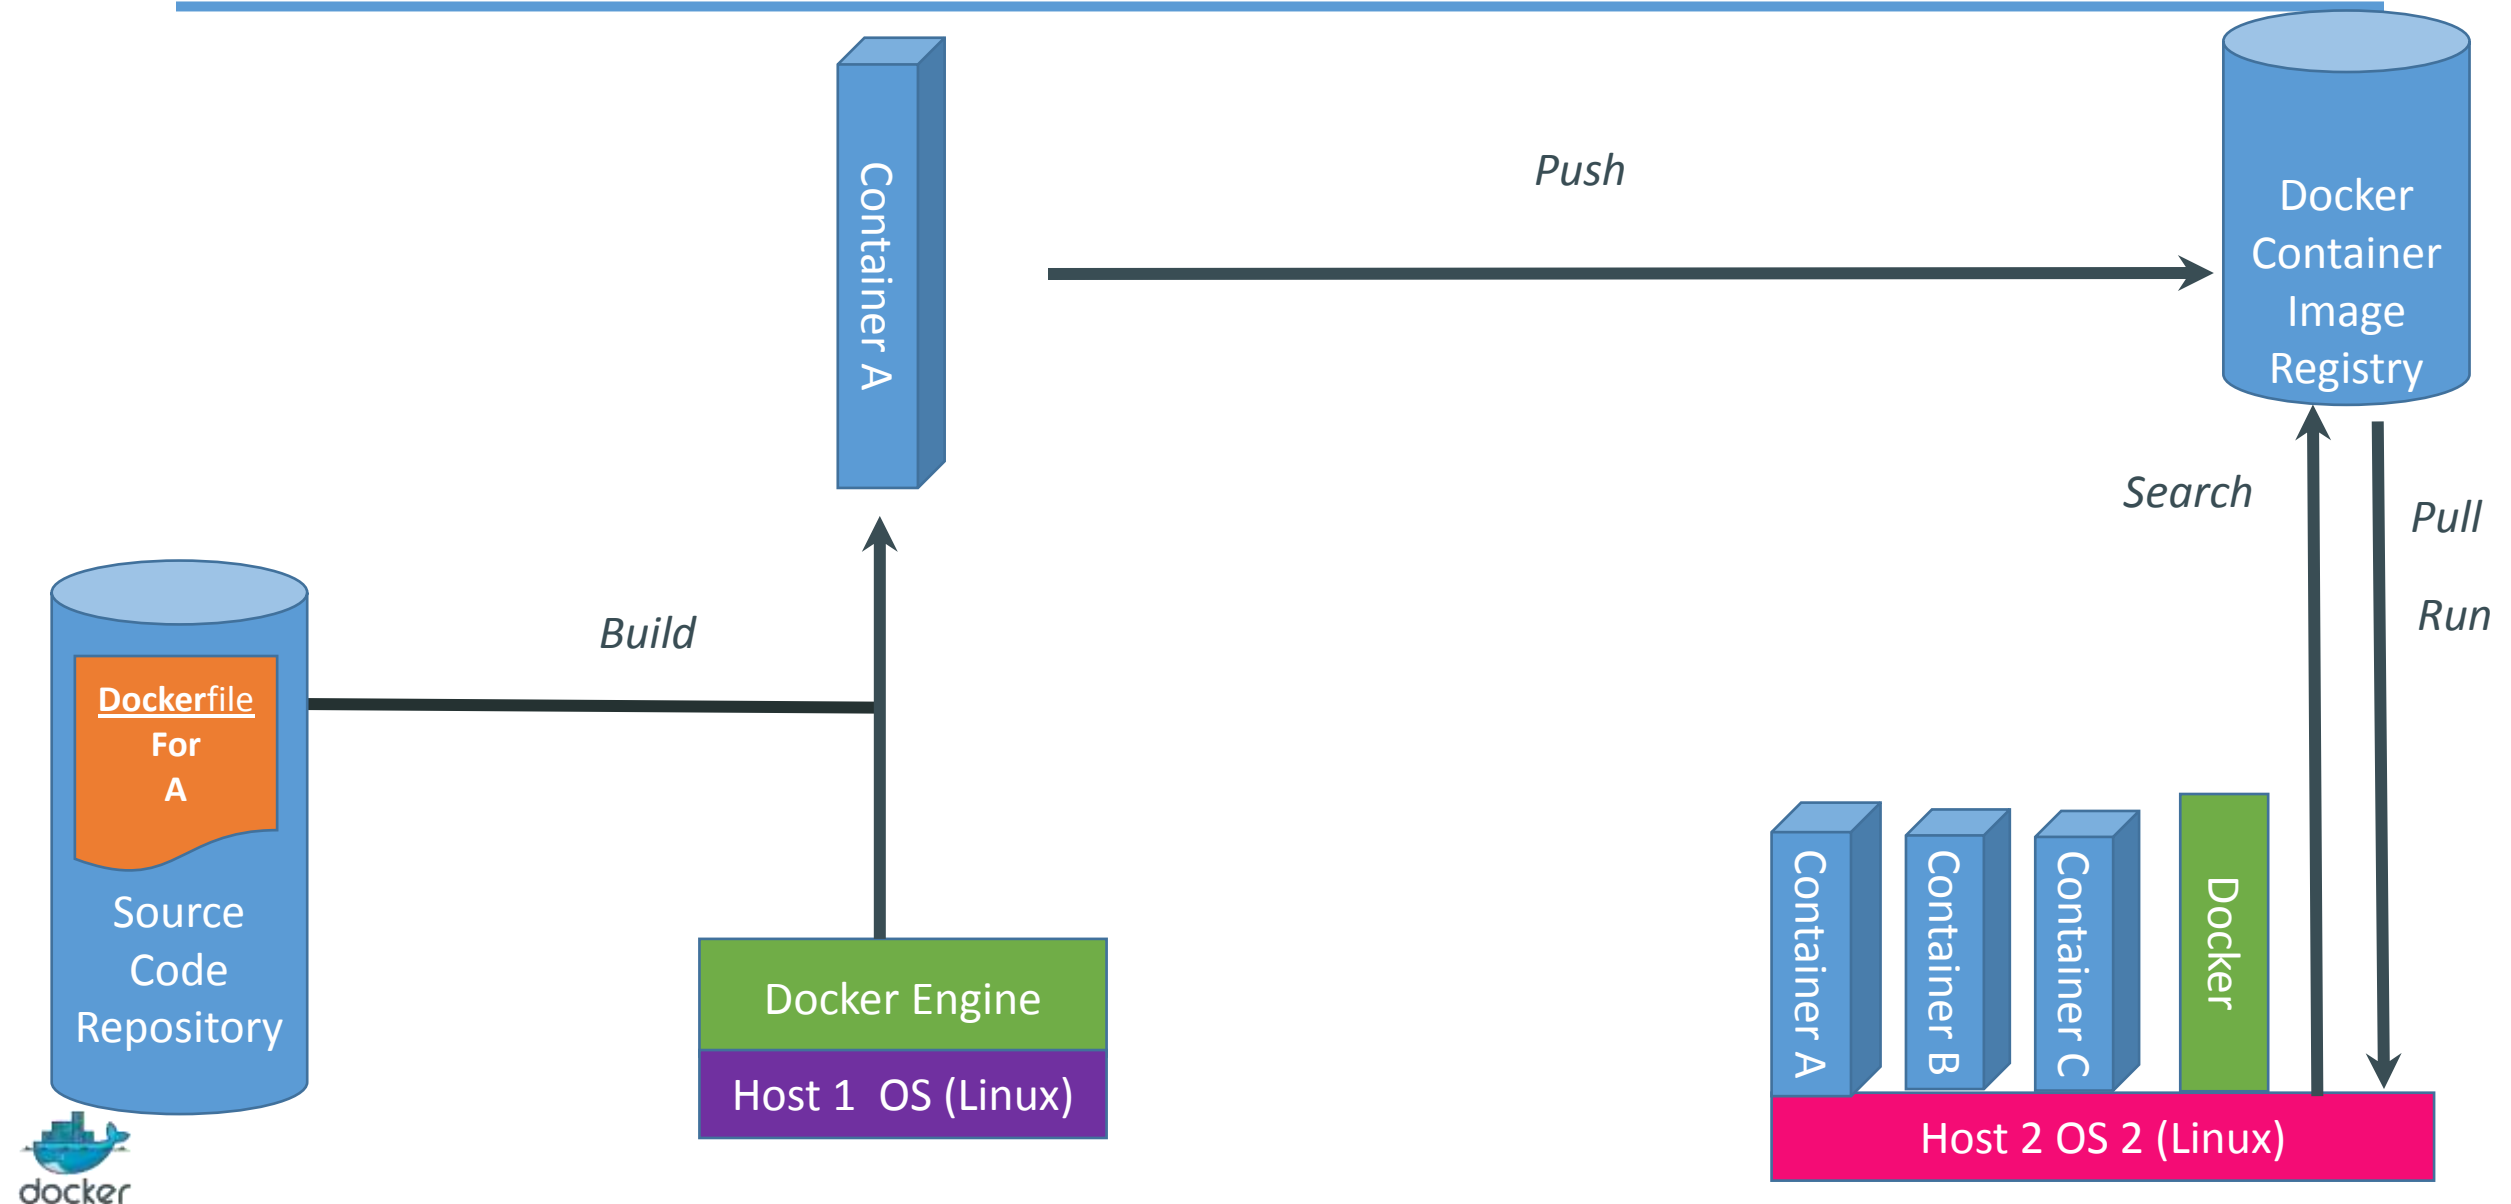 Container A
Push
Docker
Container
Image
Registry
Search
Pull
Run
Build
Dockerfile
For
A
Source
Code
Repository
Docker Engine
Host 1  OS (Linux)
Container A
Container B
Container C
Docker
Host 2 OS 2 (Linux)
docker